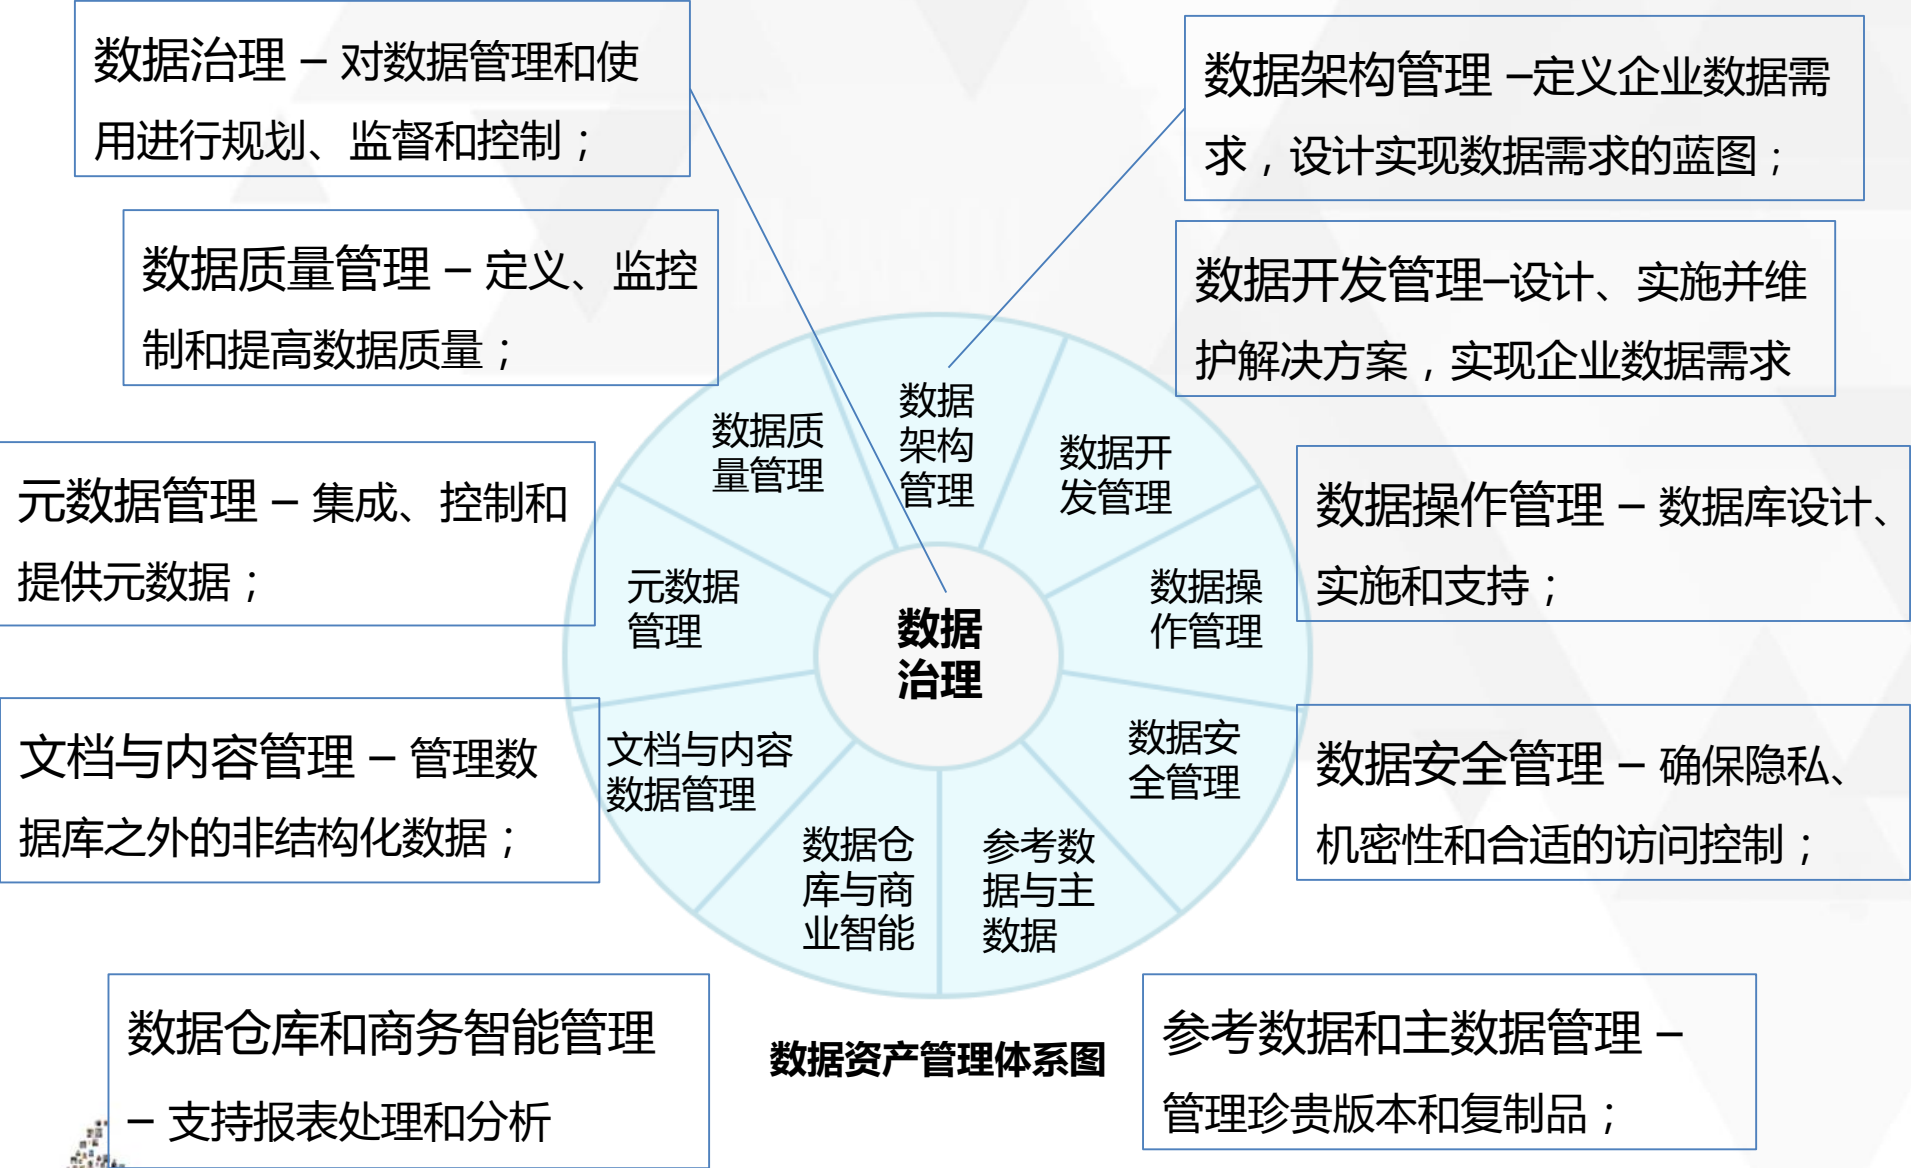 数据治理 – 对数据管理和使
用进行规划、监督和控制；
数据架构管理 –定义企业数据需
求，设计实现数据需求的蓝图；
数据质量管理 – 定义、监控
制和提高数据质量；
数据开发管理–设计、实施并维
护解决方案，实现企业数据需求
元数据管理 – 集成、控制和
提供元数据；
数据操作管理 – 数据库设计、
实施和支持；
文档与内容管理 – 管理数
据库之外的非结构化数据；
数据安全管理 – 确保隐私、
机密性和合适的访问控制；
数据仓库和商务智能管理
– 支持报表处理和分析
参考数据和主数据管理 –
管理珍贵版本和复制品；
数据
架构
管理
数据质
量管理
数据开
发管理
元数据
管理
数据操
作管理
数据
治理
文档与内容
数据管理
数据安
全管理
数据仓
库与商
业智能
参考数
据与主
数据
数据资产管理体系图